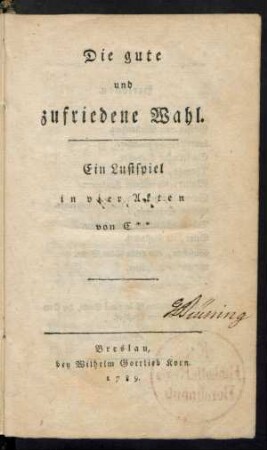 Die gute
und
zufriedene Wahl.
Ein Lustspiel
in vier Akten
von C**
Breslau,
bey Wilhelm Gottlieb Korn
1789.